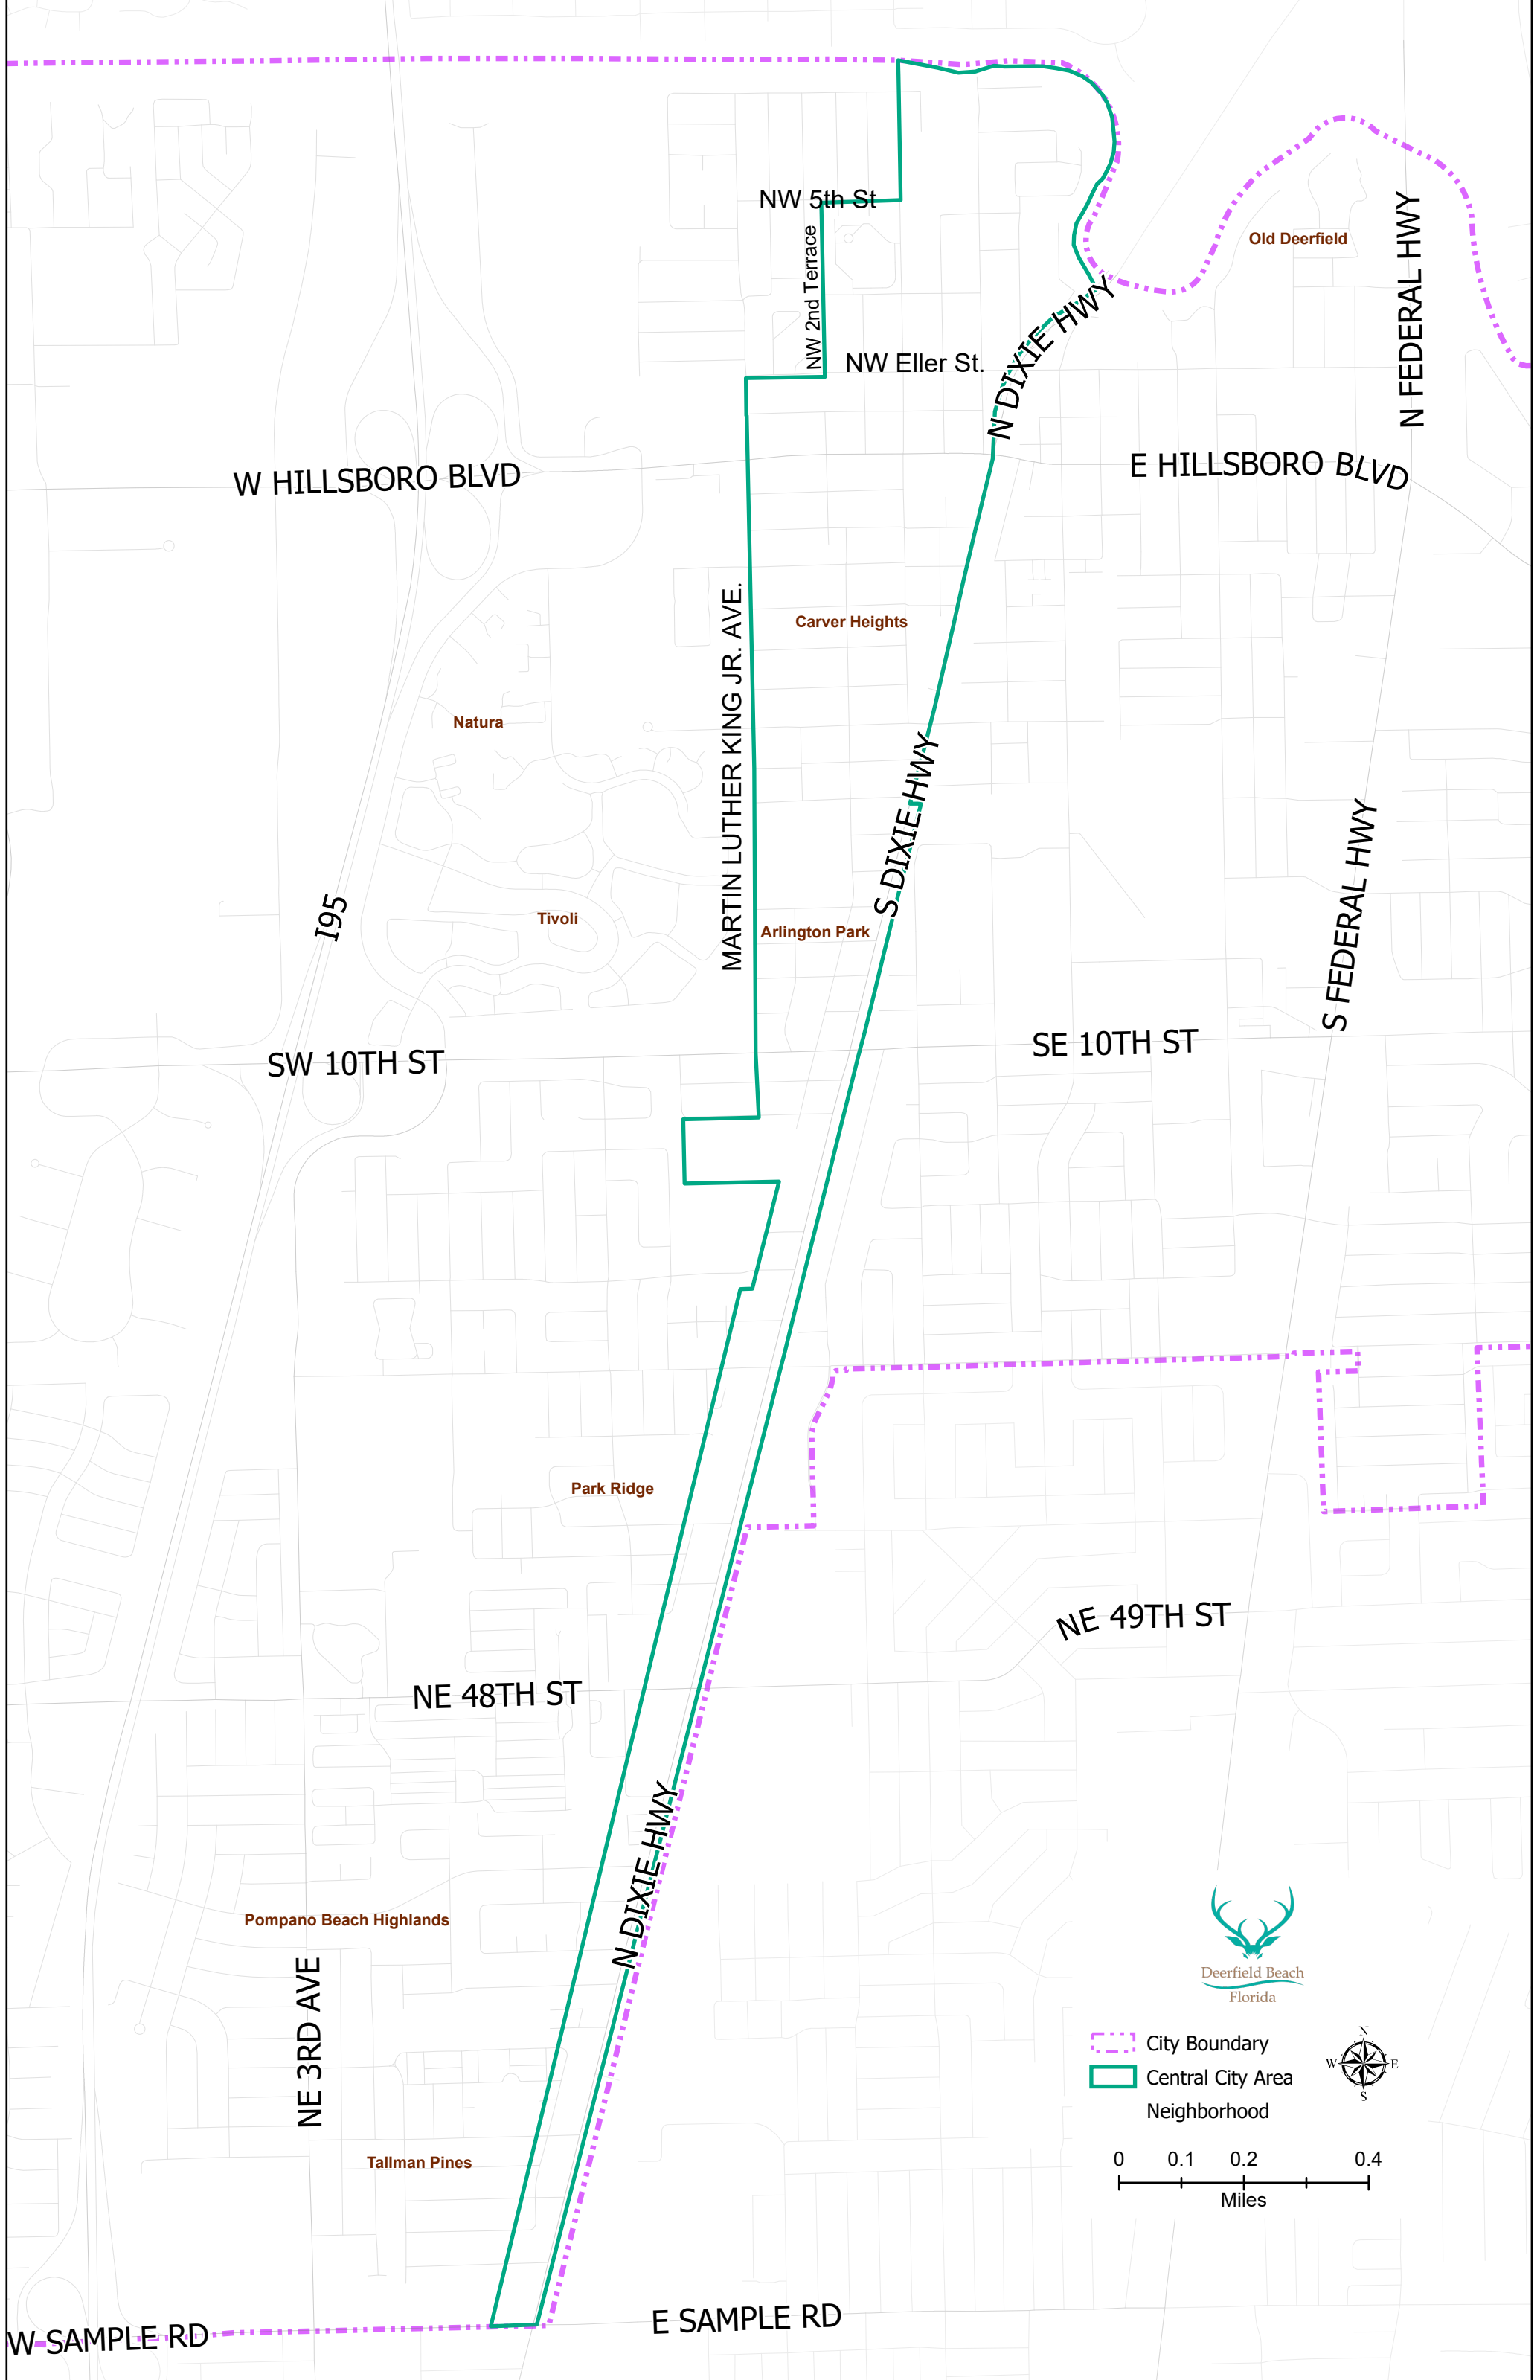 NW 5th St
NW 2nd Terrace
Old Deerfield
N FEDERAL HWY
N DIXIE HWY
NW Eller St.
W HILLSBORO BLVD
E HILLSBORO BLVD
MARTIN LUTHER KING JR. AVE.
Carver Heights
Natura
S DIXIE HWY
I95
Tivoli
Arlington Park
S FEDERAL HWY
SW 10TH ST
SE 10TH ST
Park Ridge
NE 49TH ST
NE 48TH ST
N DIXIE HWY
Pompano Beach Highlands
NE 3RD AVE
Tallman Pines
W SAMPLE RD
E SAMPLE RD
Deerfield Beach
Florida
City Boundary
Central City Area
Neighborhood
N
W E
S
0 0.1 0.2 0.4
Miles